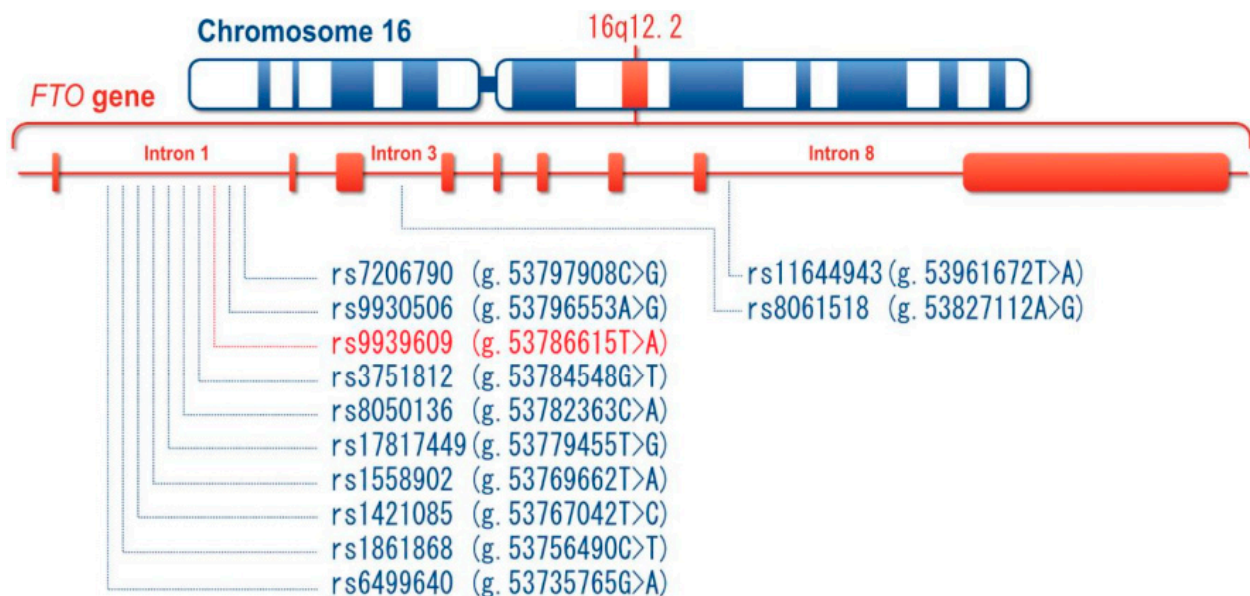 Chromosome 16
16q12.2
FTO gene
Intron 1
Intron 3
Intron 8
rs7206790 (g.53797908C>G)
rs9930506 (g.53796553A>G)
rs9939609 (g.53786615T>A)
rs3751812 (g.53784548G>T)
rs8050136 (g.53782363C>A)
rs17817449(g.53779455T>G)
rs1558902 (g.53769662T>A)
rs1421085 (g.53767042T>C)
rs1861868 (g.53756490C>T)
rs6499640 (g.53735765G>A)
rs11644943(g.53961672T>A)
rs8061518 (g.53827112A>G)